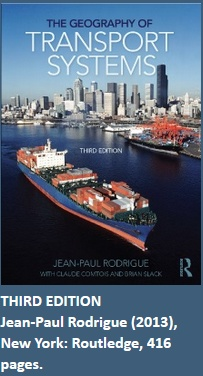 THE GEOGRAPHY OF
TRANSPORT
SYSTEMS
THIRD EDITION
JEAN-PAUL RODRIGUE
WITH CLAUDE COMTOIS AND BRIAN SLACK
R
THIRD EDITION
Jean-Paul Rodrigue (2013),
New York: Routledge, 416
pages.